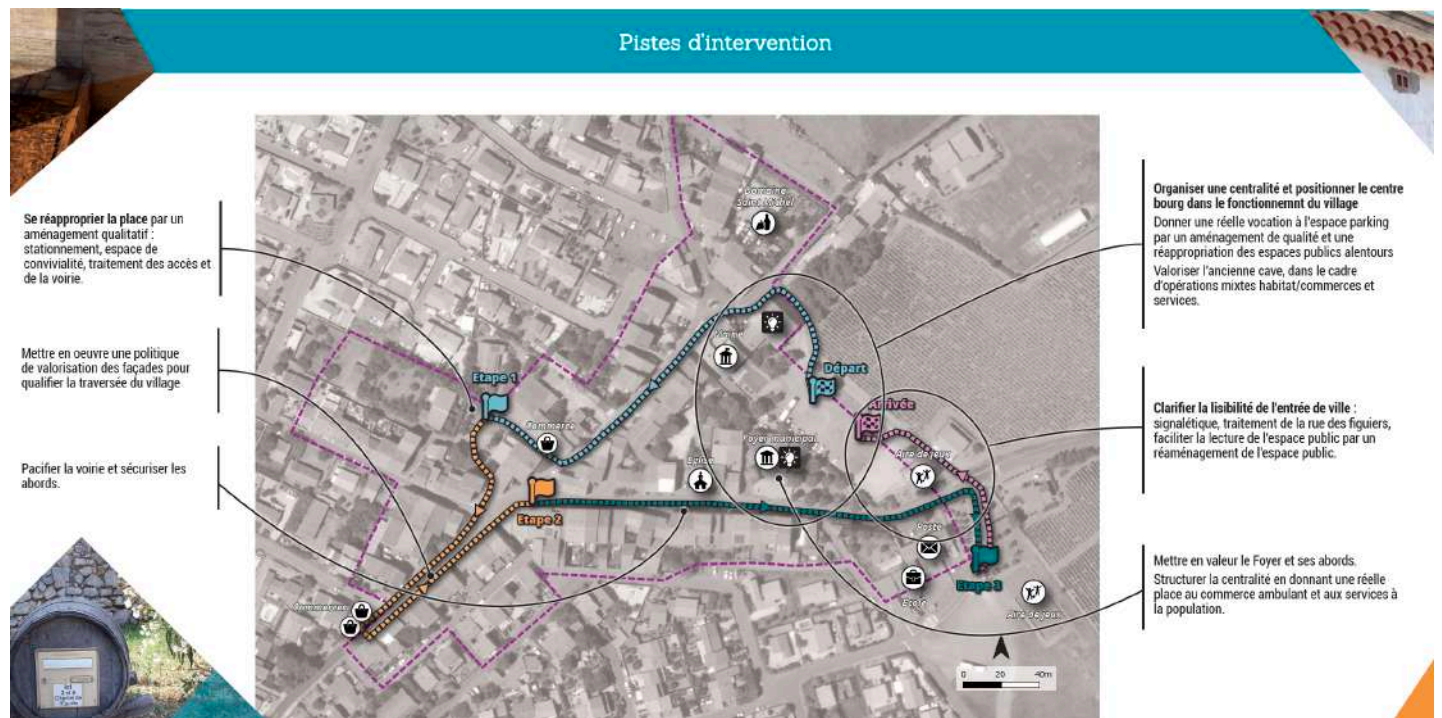 Pistes d'intervention
Se réapproprier la place par un
aménagement qualitatif :
stationnement, espace de
convivialité, traitement des accès et
de la voirie.
Mettre en oeuvre une politique
de valorisation des façades pour
qualifier la traversée du village
Pacifier la voirie et sécuriser les
abords.
Domaine
Saint Michel
Mairie
Départ
Etape 1
Commerce
Arrivée
Foyer municipal
Eglise
Aire de jeux
Etape 2
Poste
Ecole
Etape 3
Aire de jeux
Commerces
0 20 40m
Organiser une centralité et positionner le centre
bourg dans le fonctionnemnt du village
Donner une réelle vocation à l'espace parking
par un aménagement de qualité et une
réappropriation des espaces publics alentours
Valoriser l'ancienne cave, dans le cadre
d'opérations mixtes habitat/commerces et
services.
Clarifier la lisibilité de l'entrée de ville :
signalétique, traitement de la rue des figuiers,
faciliter la lecture de l'espace public par un
réaménagement de l'espace public.
Mettre en valeur le Foyer et ses abords.
Structurer la centralité en donnant une réelle
place au commerce ambulant et aux services à
la population.